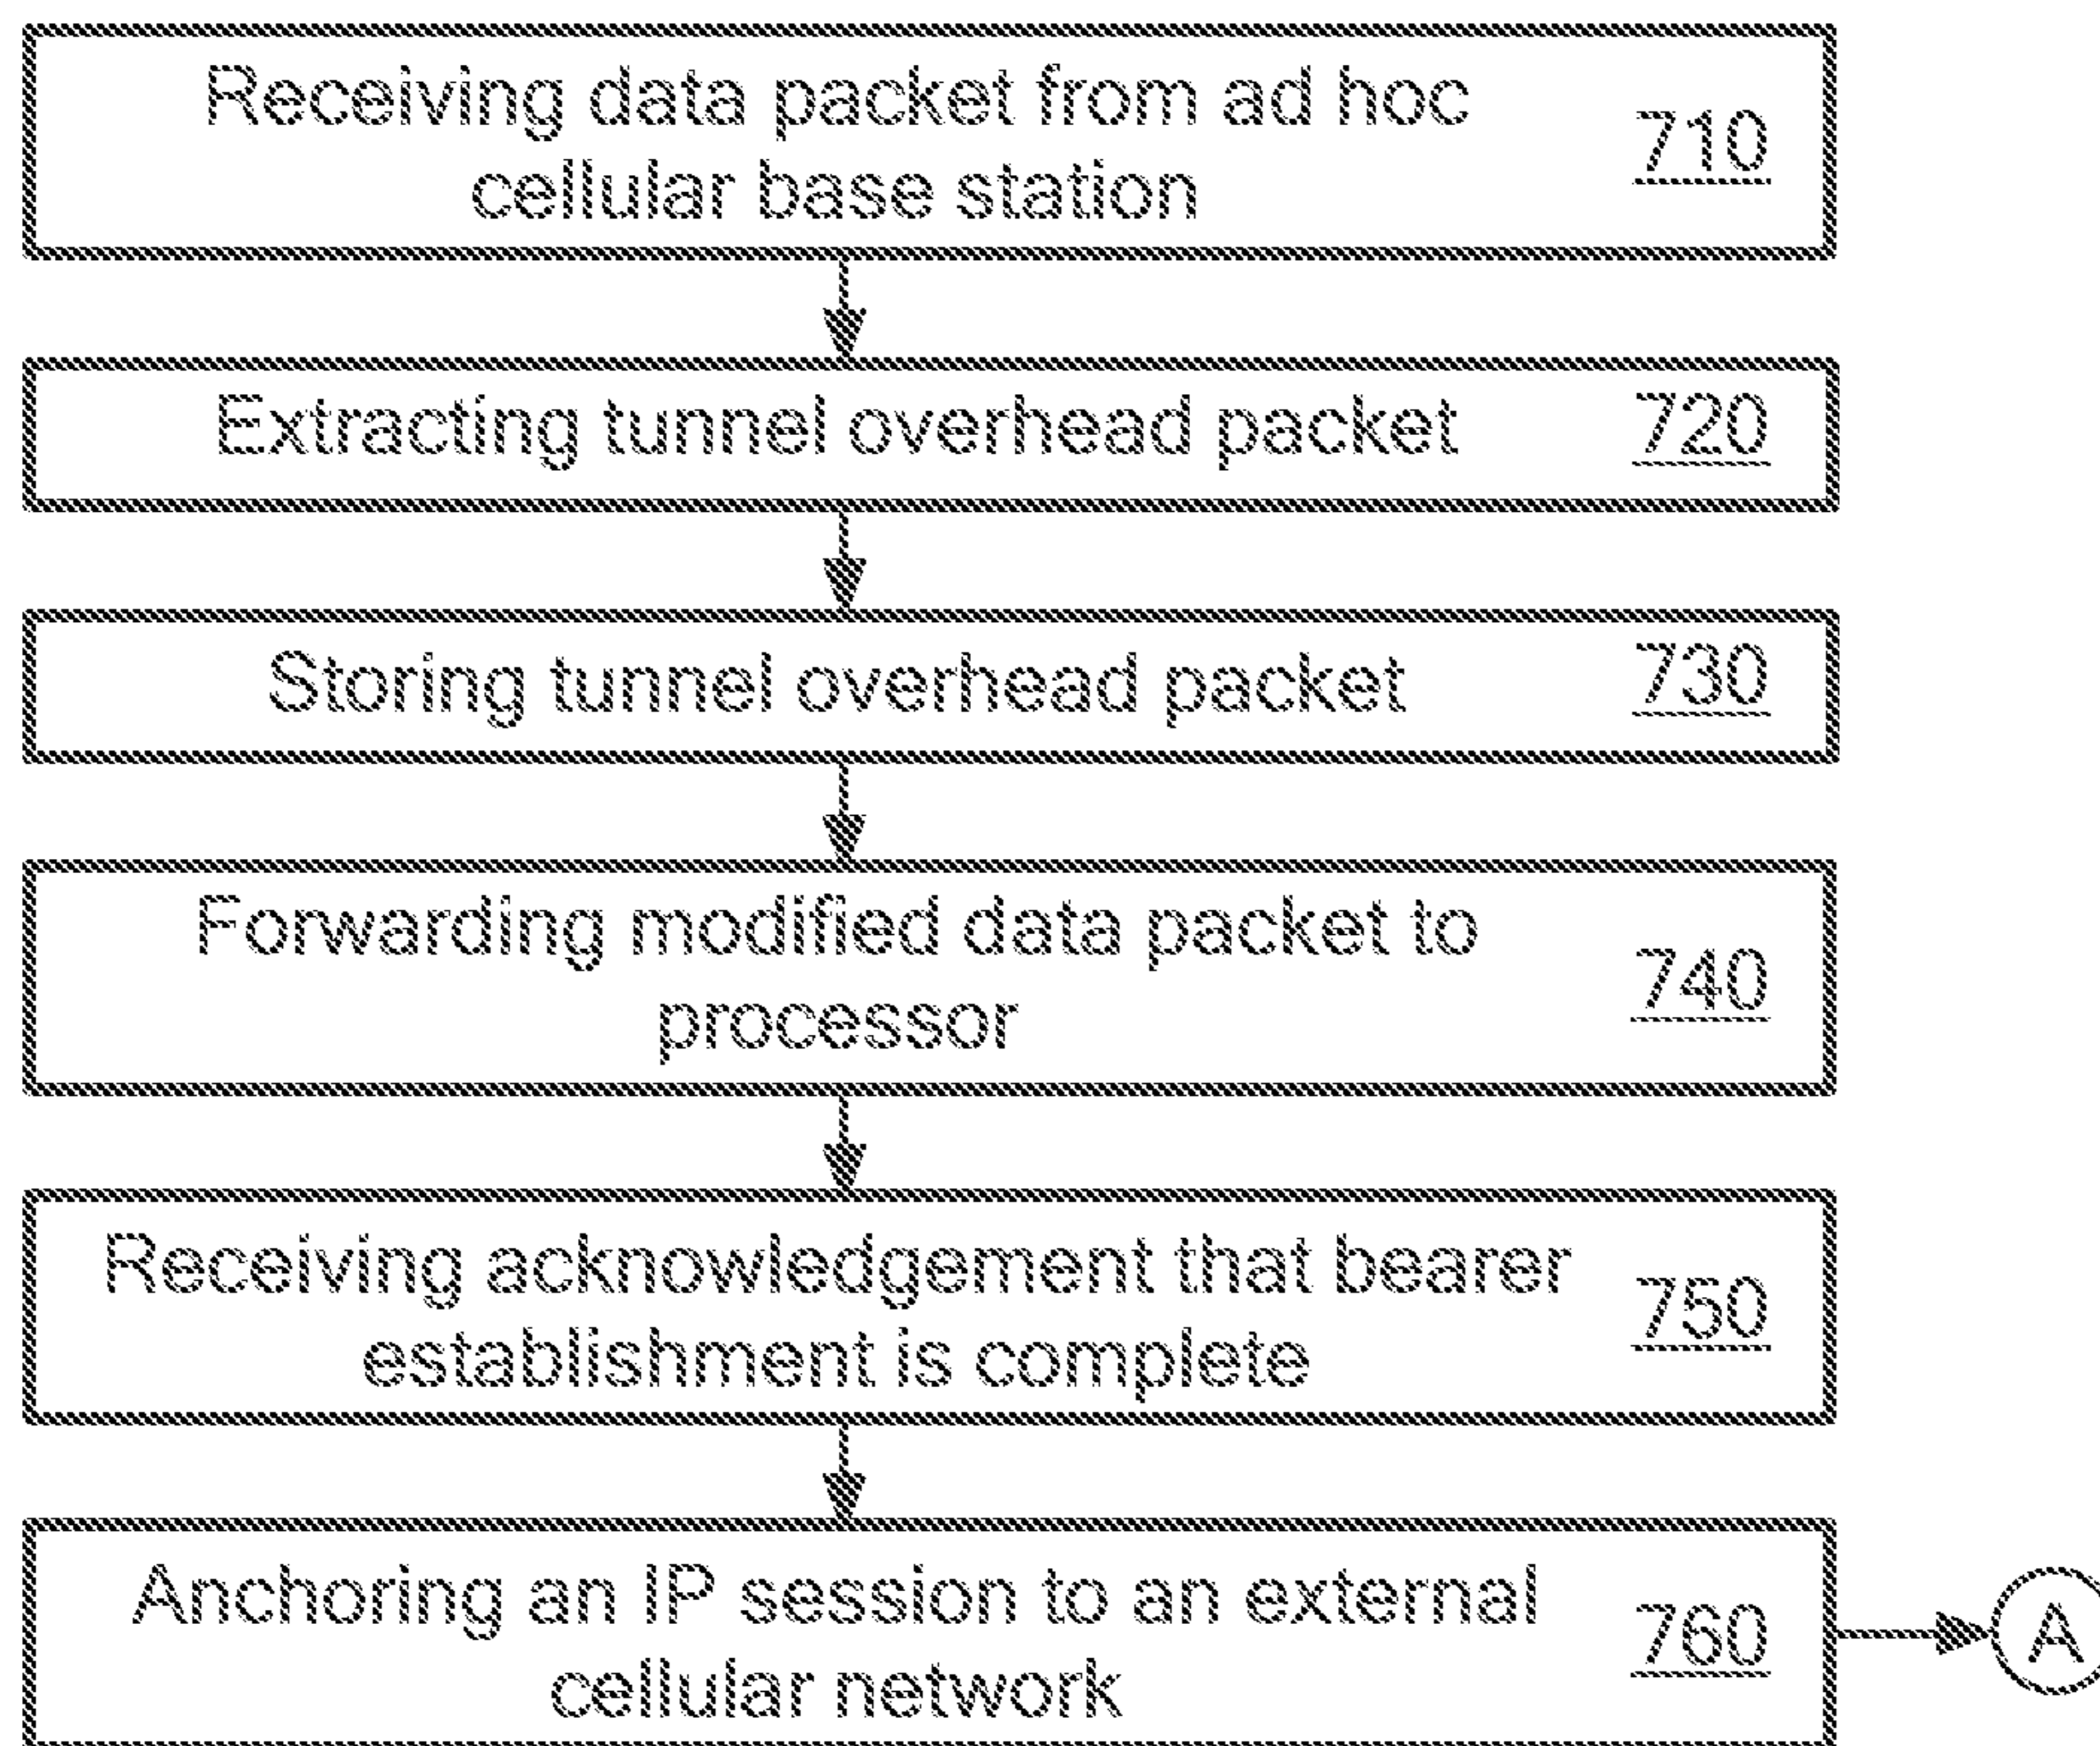 Receiving data packet from ad hoc
cellular base station
710
Extracting tunnel overhead packet
720
Storing tunnel overhead packet
730
Forwarding modified data packet to
processor
740
Receiving acknowledgement that bearer
establishment is complete
750
Anchoring an IP session to an external
cellular network
760
A